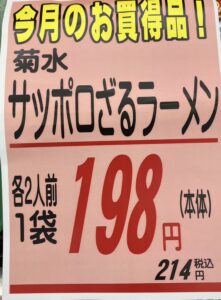 今月のお買得品!
菊水
サツポロざるラーメン
各2人前
1袋
198円
(本体)
214円
税込